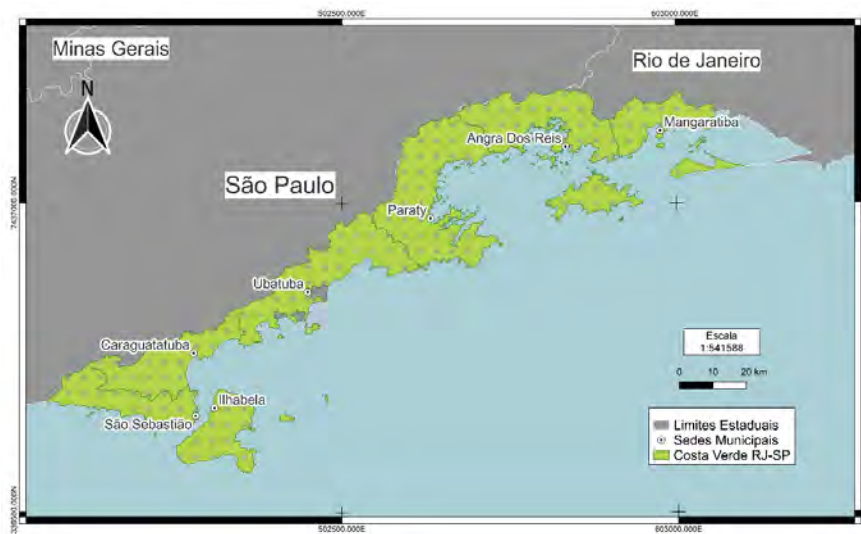 502500.000E
603000.000E
Minas Gerais
Rio de Janeiro
N
Mangaratiba
Angra Dos Reis
São Paulo
7437000.000N
Paraty
Ubatuba
Caraguatatuba
Escala
1:541588
0 10 20 km
Ilhabela
São Sebastião
Limites Estaduais
Sedes Municipais
Costa Verde RJ-SP
502500.000E
603000.000E